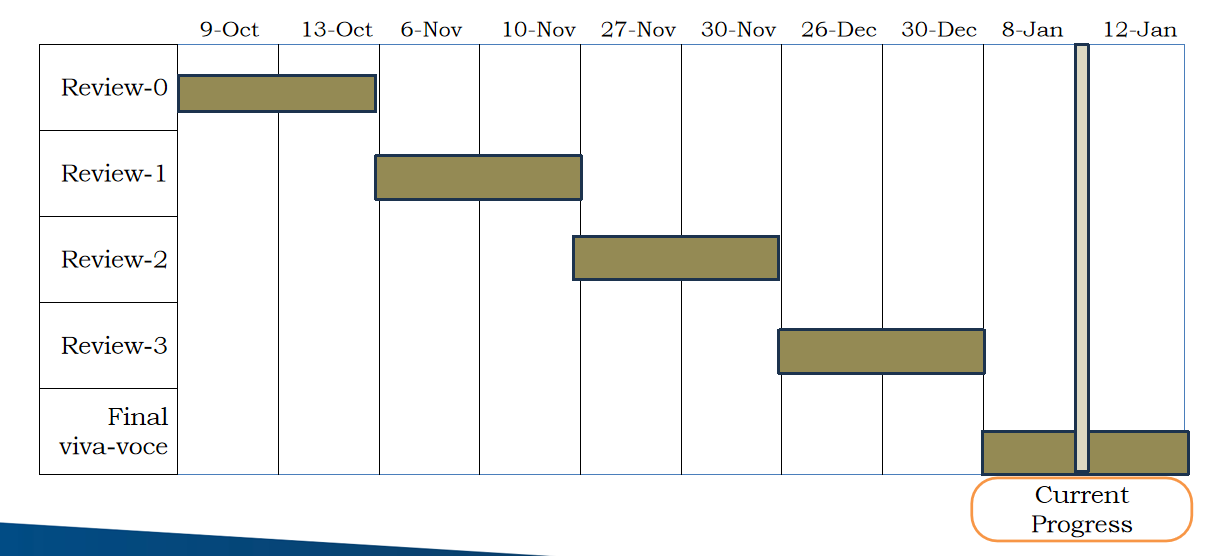 9-Oct 13-Oct 6-Nov 10-Nov 27-Nov 30-Nov 26-Dec 30-Dec 8-Jan 12-Jan
Review-0
Review-1
Review-2
Review-3
Final
viva-voce
Current
Progress